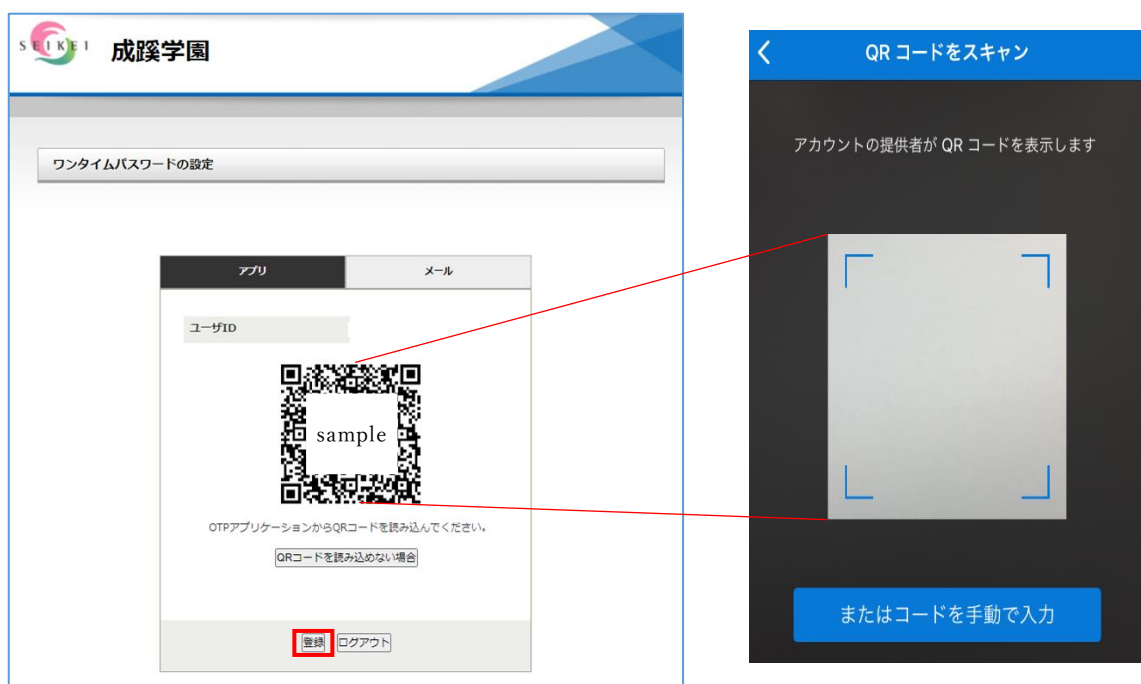 SEIKEI
成蹊学園
ワンタイムパスワードの設定
アプリ
メール
ユーザID
sample
OTPアプリケーションからQRコードを読み込んでください。
QRコードを読み込めない場合
登録
ログアウト
QR コードをスキャン
アカウントの提供者が QR コードを表示します
またはコードを手動で入力